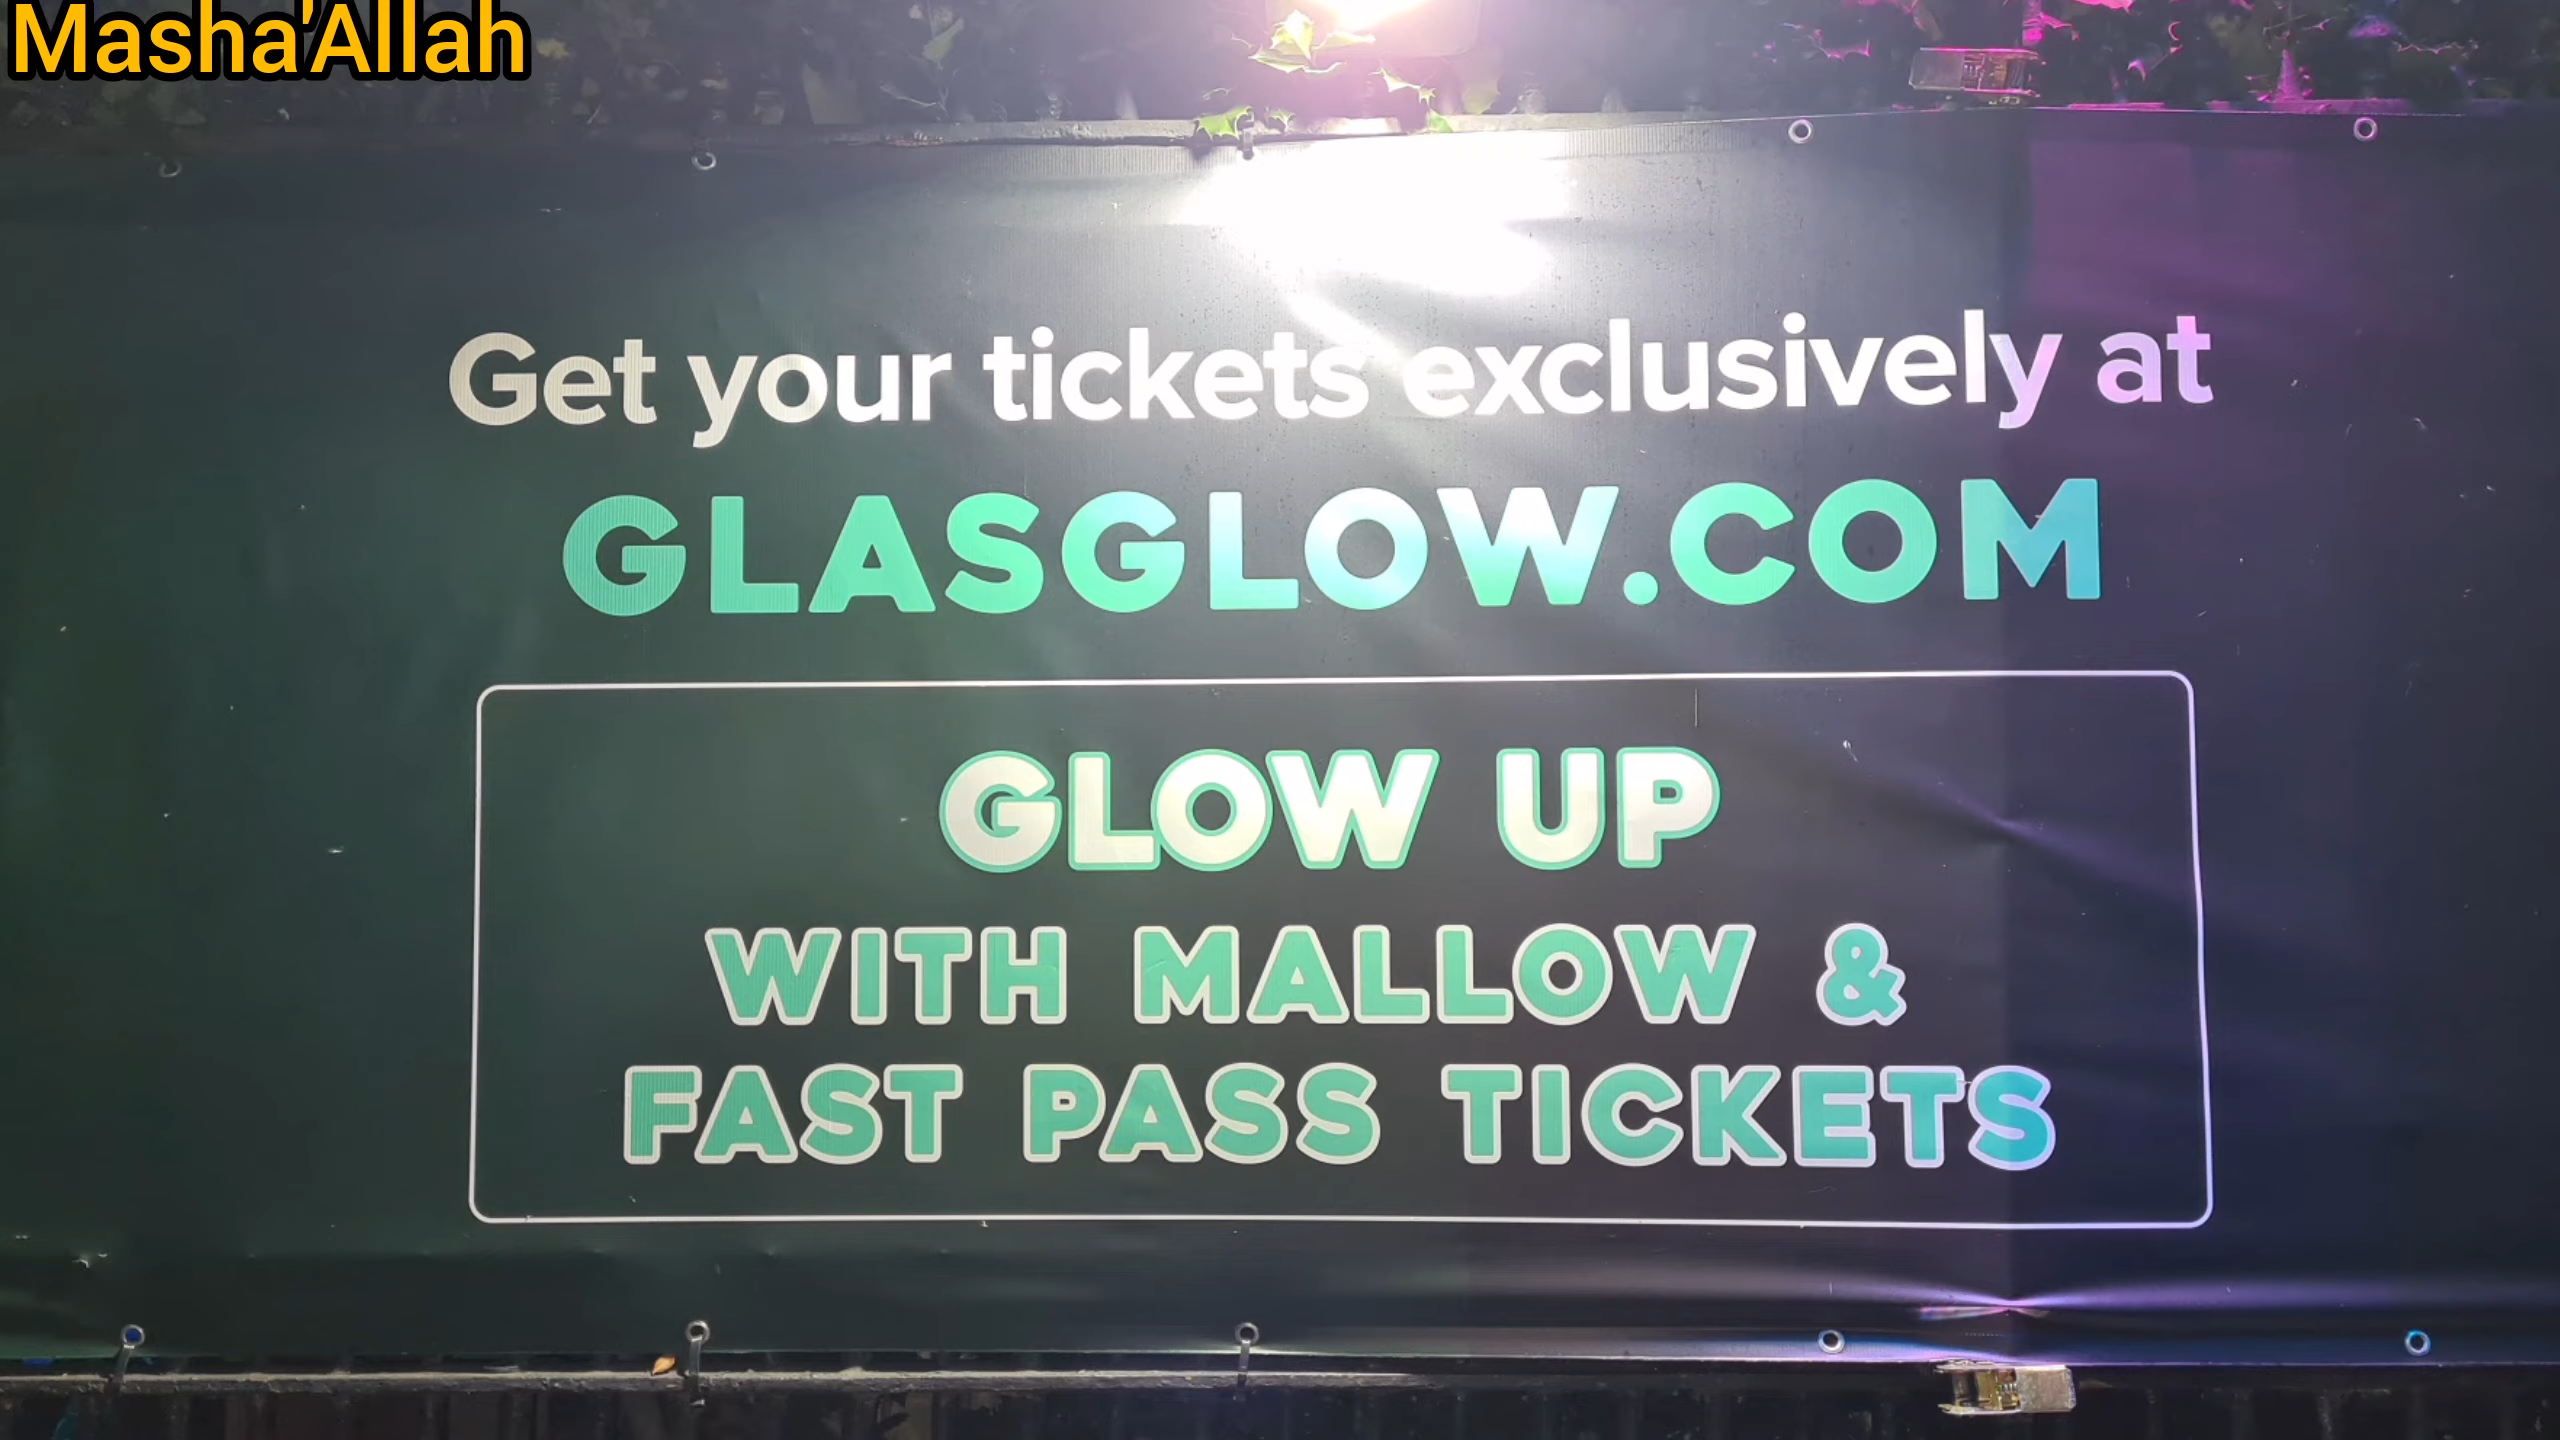 Masha'Allah
Get your tickets exclusively at
GLASGLOW.COM
GLOW UP
WITH MALLOW &
FAST PASS TICKETS